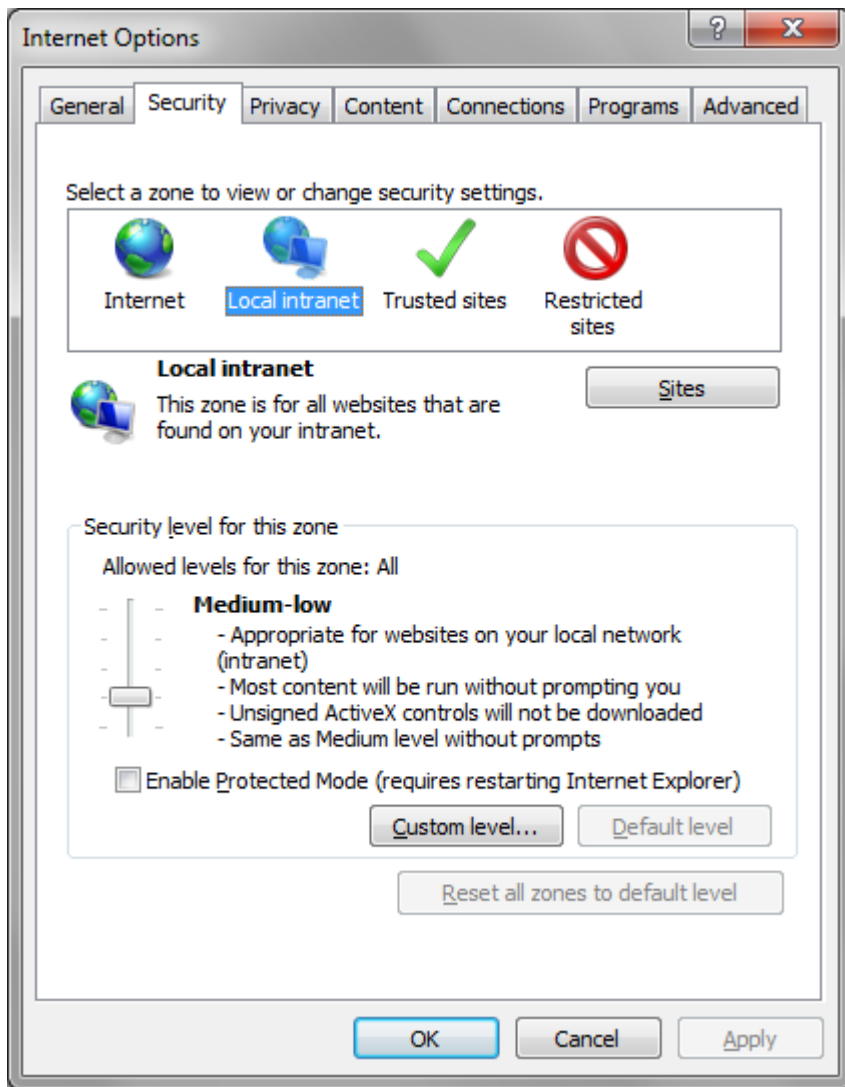 Internet Options
General Security Privacy Content Connections Programs Advanced
Select a zone to view or change security settings.
Internet Local intranet Trusted sites Restricted
sites
Local intranet
Sites
This zone is for all websites that are
found on your intranet.
Security level for this zone
Allowed levels for this zone: All
Medium-low
- Appropriate for websites on your local network
(intranet)
- Most content will be run without prompting you
- Unsigned ActiveX controls will not be downloaded
- Same as Medium level without prompts
Enable Protected Mode (requires restarting Internet Explorer)
Custom level... Default level
Reset all zones to default level
OK Cancel Apply